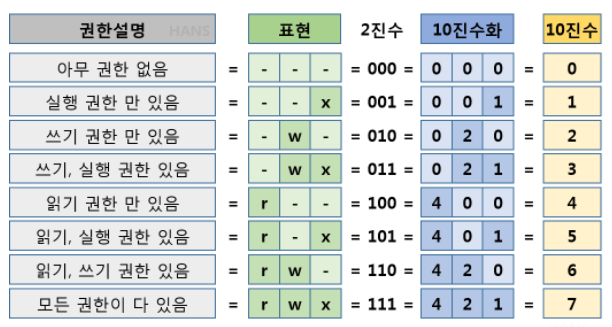 권한설명 HANS 표현 2진수 10진수화 10진수
아무 권한 없음 = - - - = 000 = 0 0 0 = 0
실행 권한 만 있음 = - - x = 001 = 0 0 1 = 1
쓰기 권한 만 있음 = - w - = 010 = 0 2 0 = 2
쓰기, 실행 권한 있음 = - w x = 011 = 0 2 1 = 3
읽기 권한 만 있음 = r - - = 100 = 4 0 0 = 4
읽기, 실행 권한 있음 = r - x = 101 = 4 0 1 = 5
읽기, 쓰기 권한 있음 = r w - = 110 = 4 2 0 = 6
모든 권한이 다 있음 = r w x = 111 = 4 2 1 = 7